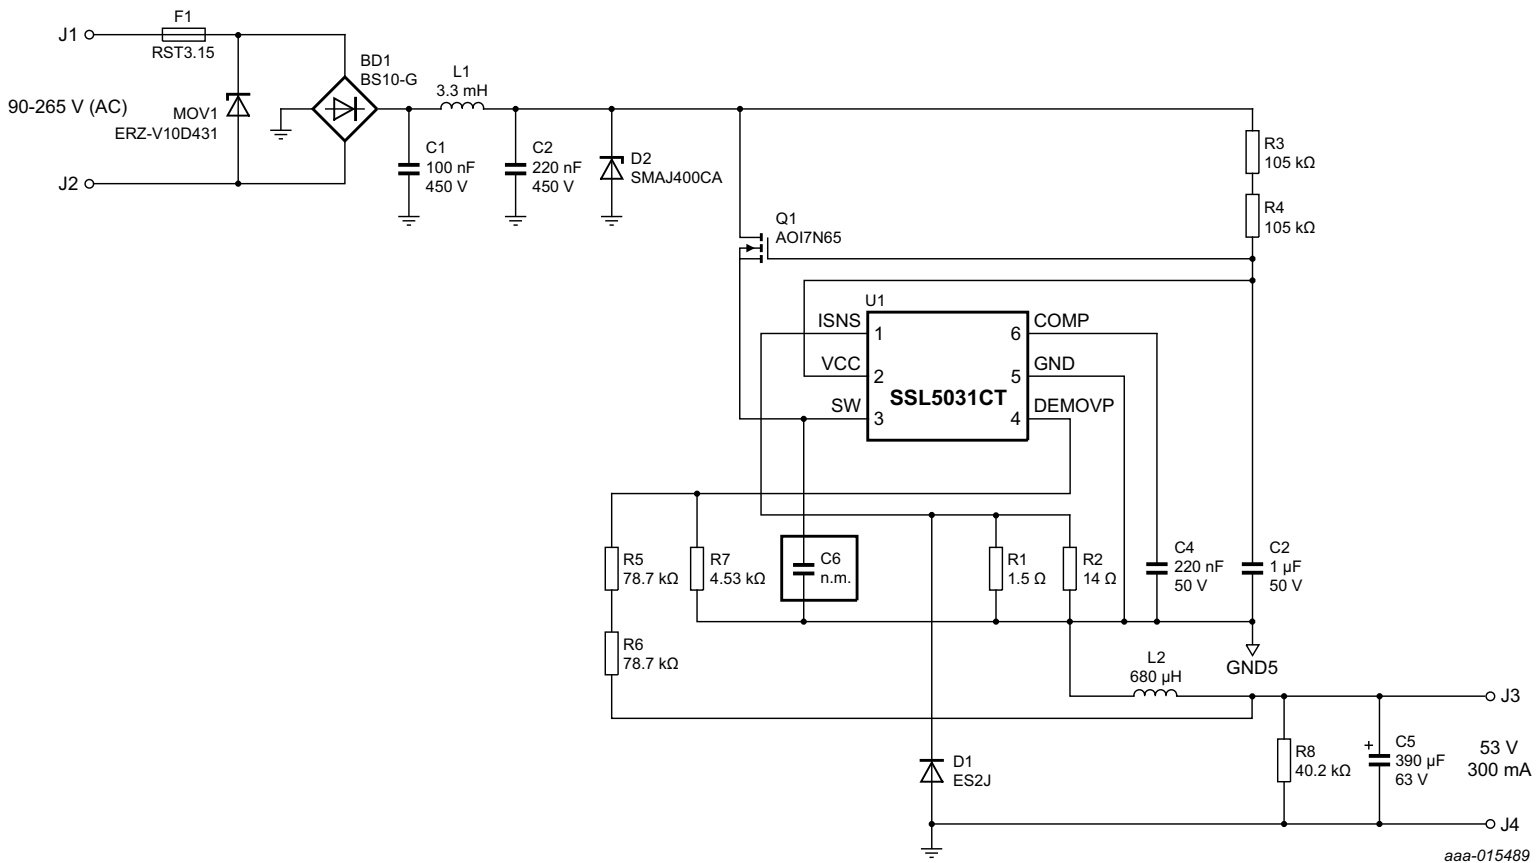 F1
J1
RST3.15
BD1
BS10-G
L1
3.3 mH
90-265 V (AC)
MOV1
ERZ-V10D431
J2
C1
100 nF
450 V
C2
220 nF
450 V
D2
SMAJ400CA
R3
105 kΩ
R4
105 kΩ
Q1
AOI7N65
U1
ISNS
1
6
COMP
VCC
2
5
GND
SSL5031CT
SW
3
4
DEMOVP
R5
78.7 kΩ
R7
4.53 kΩ
C6
n.m.
R1
1.5 Ω
R2
14 Ω
C4
220 nF
50 V
C2
1 µF
50 V
R6
78.7 kΩ
GND5
L2
680 µH
J3
D1
ES2J
R8
40.2 kΩ
+
C5
390 µF
63 V
53 V
300 mA
J4
aaa-015489